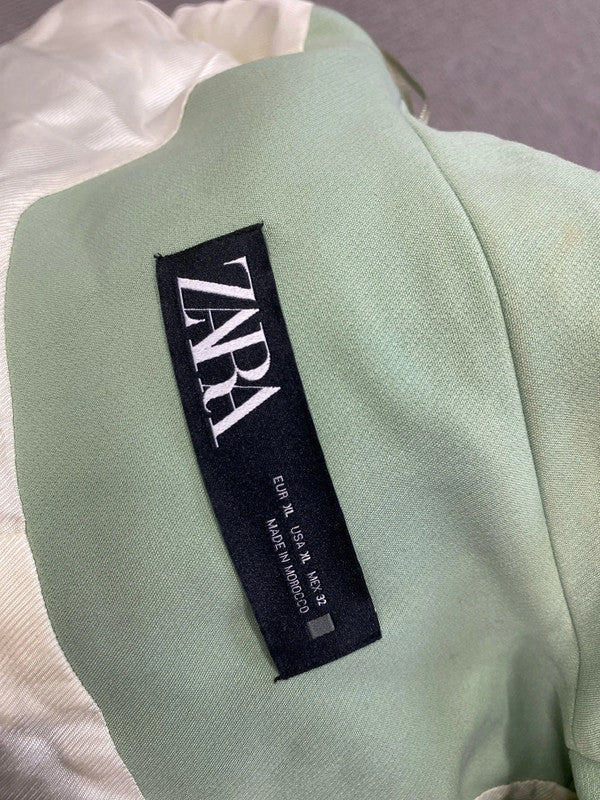 ZARA
EUR XL USA XL MEX 32
MADE IN MOROCCO